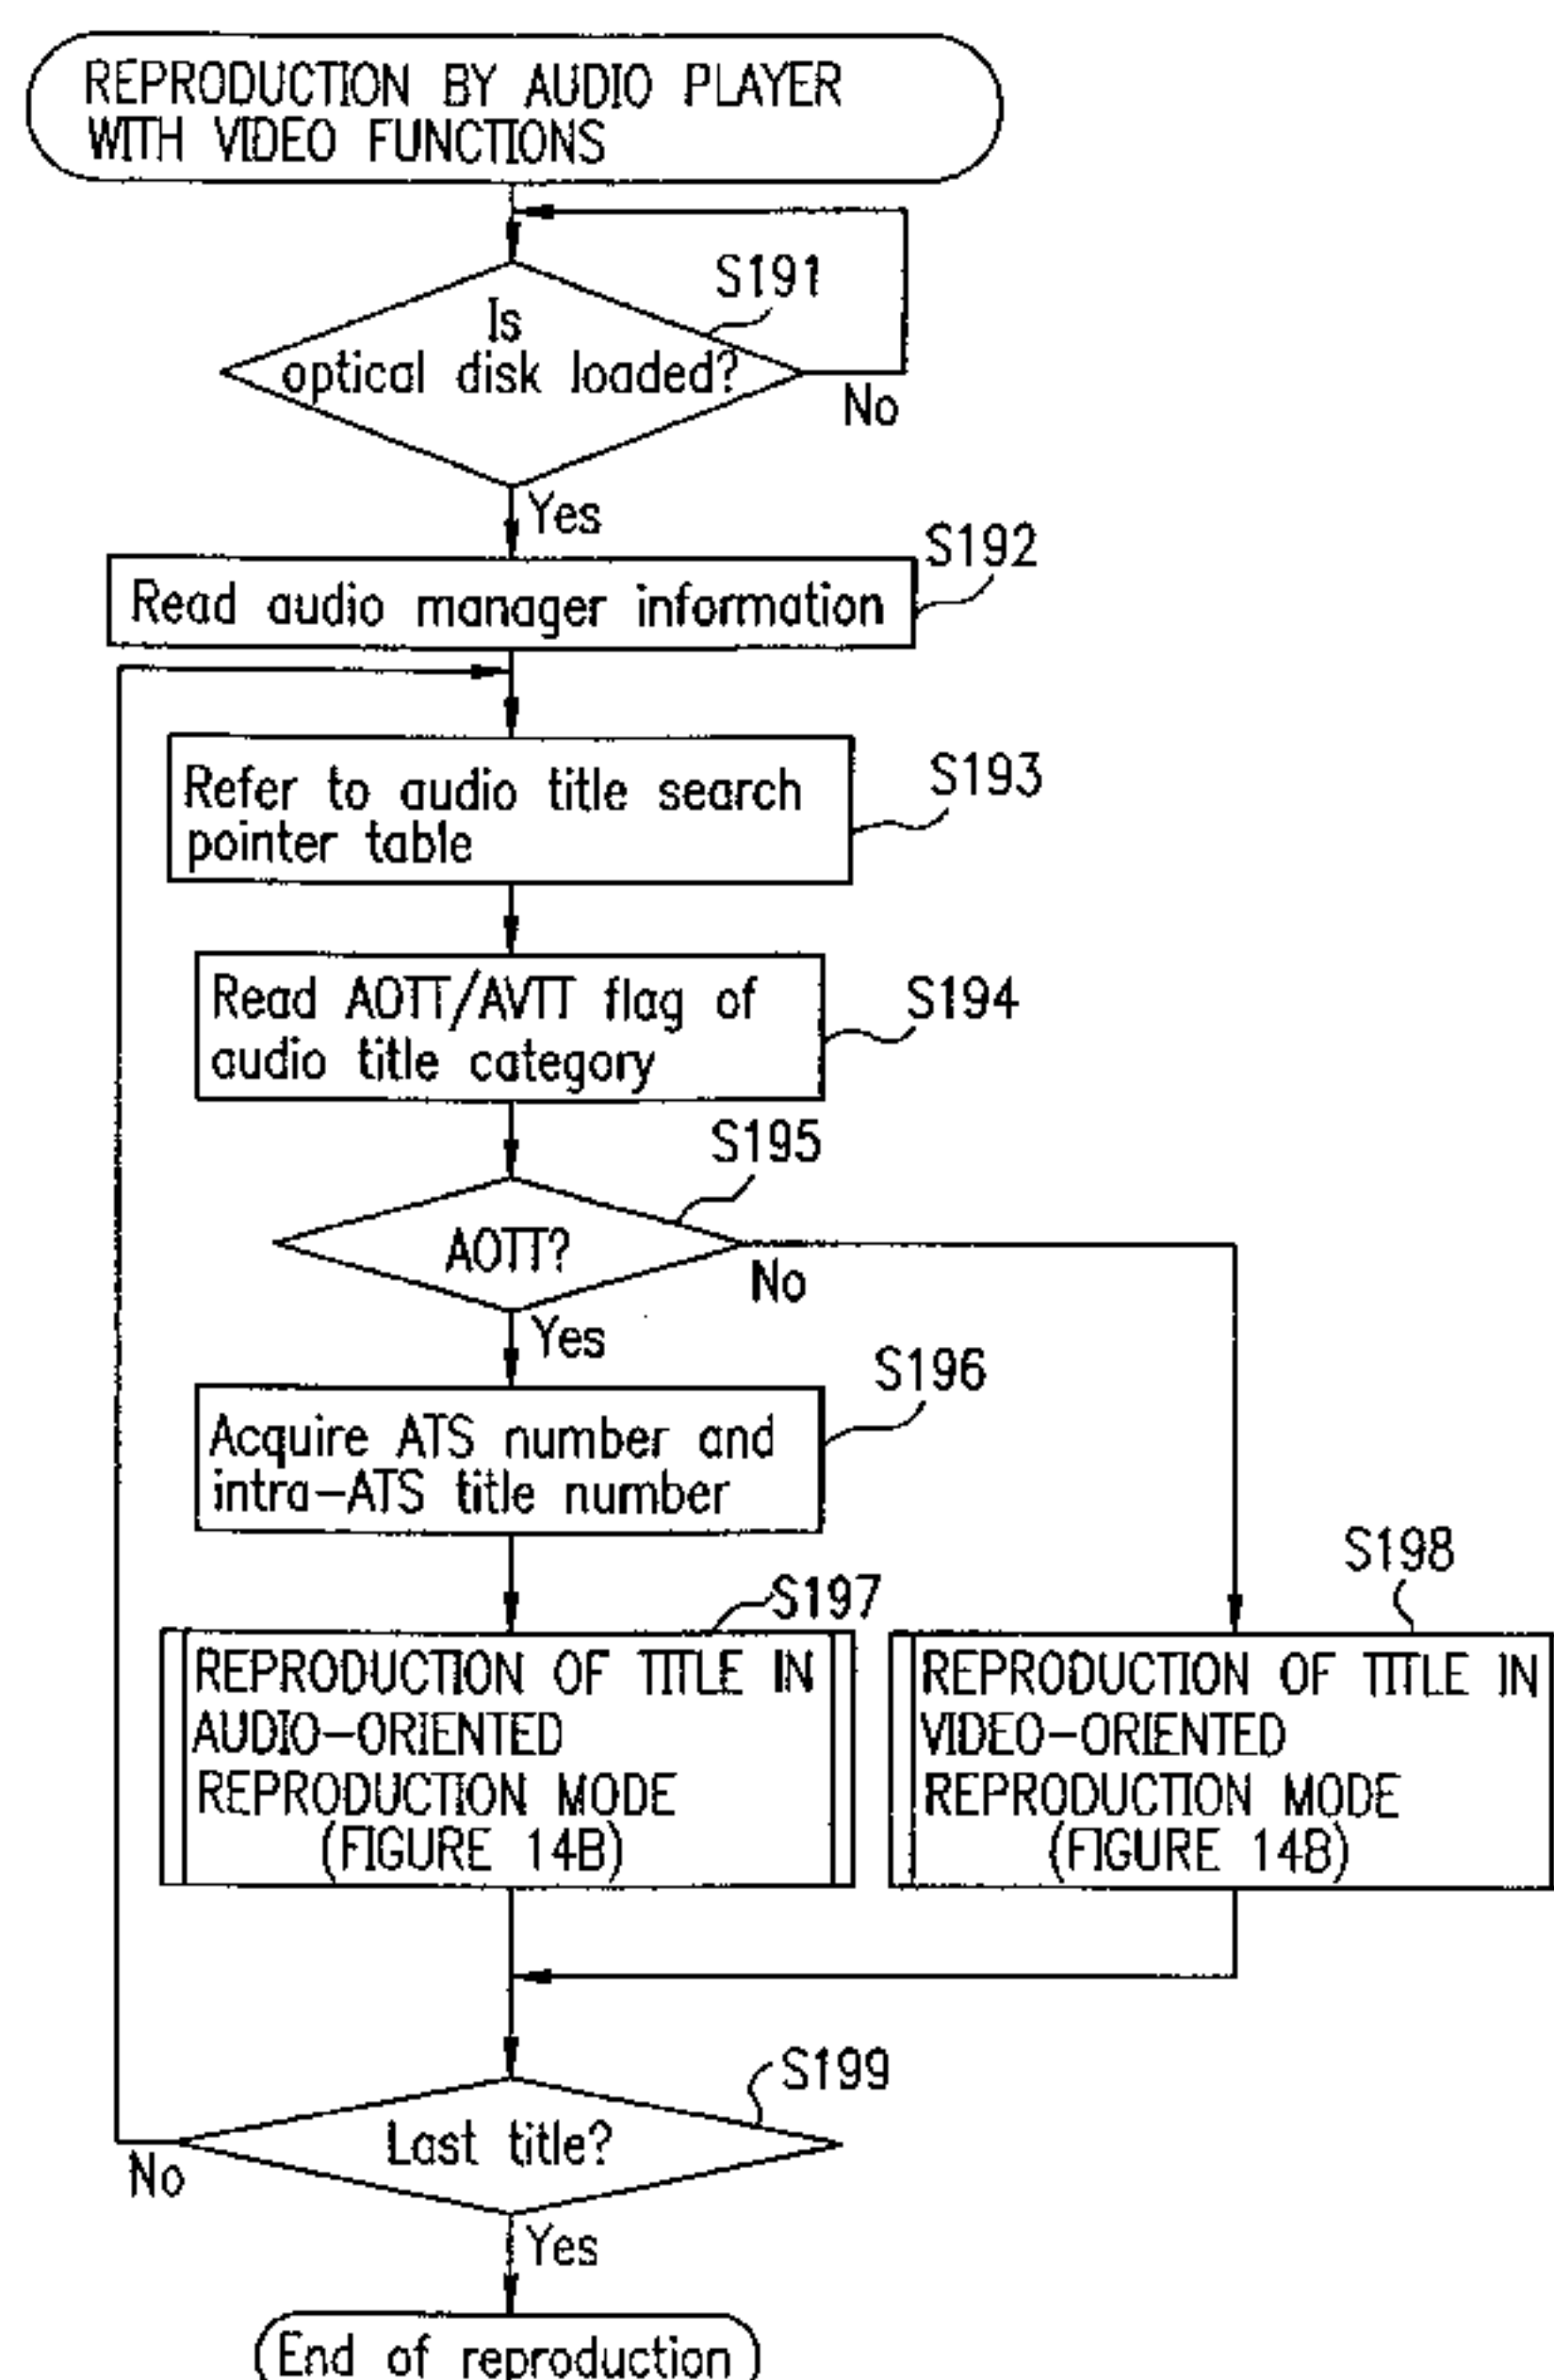 REPRODUCTION BY AUDIO PLAYER
WITH VIDEO FUNCTIONS
S191
Is
optical disk loaded?
No
Yes
S192
Read audio manager information
S193
Refer to audio title search
pointer table
S194
Read AOTT/AVTT flag of
audio title category
S195
AOTT?
No
Yes
S196
Acquire ATS number and
intra-ATS title number
S197
REPRODUCTION OF TITLE IN
AUDIO-ORIENTED
REPRODUCTION MODE
(FIGURE 14B)
S198
REPRODUCTION OF TITLE IN
VIDEO-ORIENTED
REPRODUCTION MODE
(FIGURE 14B)
S199
Last title?
No
Yes
End of reproduction